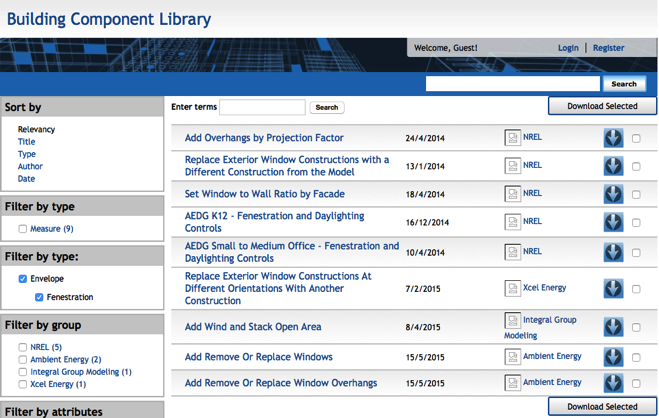 Building Component Library
Welcome, Guest! Login | Register
Search
Sort by
Relevancy
Title
Type
Author
Date
Filter by type
Measure (9)
Filter by type:
Envelope
Fenestration
Filter by group
NREL (5)
Ambient Energy (2)
Integral Group Modeling (1)
Xcel Energy (1)
Filter by attributes
Enter terms Search
Download Selected
Add Overhangs by Projection Factor 24/4/2014 NREL
Replace Exterior Window Constructions with a
Different Construction from the Model 13/1/2014 NREL
Set Window to Wall Ratio by Facade 18/4/2014 NREL
AEDG K12 - Fenestration and Daylighting
Controls 16/12/2014 NREL
AEDG Small to Medium Office - Fenestration and
Daylighting Controls 10/4/2014 NREL
Replace Exterior Window Constructions At
Different Orientations With Another
Construction 7/2/2015 Xcel Energy
Add Wind and Stack Open Area 8/4/2015 Integral Group
Modeling
Add Remove Or Replace Windows 15/5/2015 Ambient Energy
Add Remove Or Replace Window Overhangs 15/5/2015 Ambient Energy
Download Selected